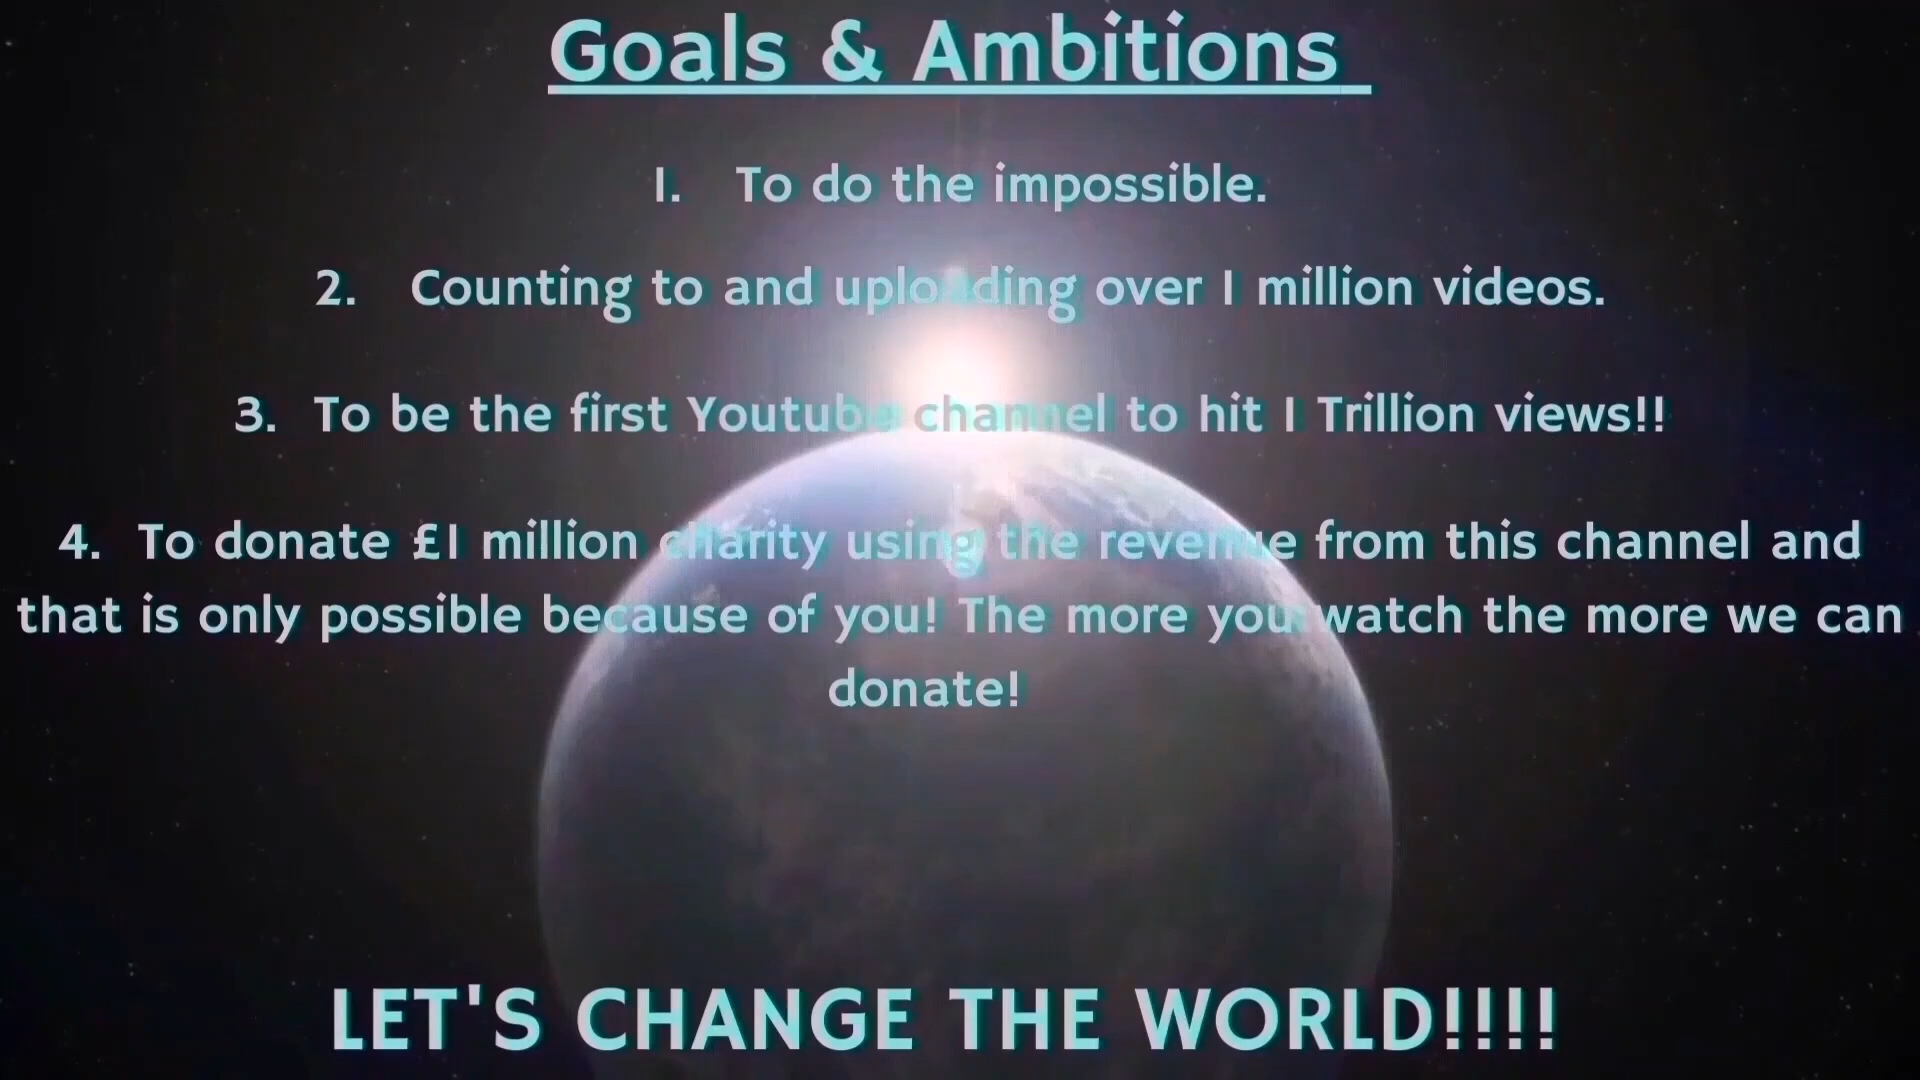 Goals & Ambitions
1. To do the impossible.
2. Counting to and uploading over 1 million videos.
3. To be the first Youtube channel to hit 1 Trillion views!!
4. To donate £1 million charity using the revenue from this channel and
that is only possible because of you! The more you watch the more we can
donate!
LET'S CHANGE THE WORLD!!!!